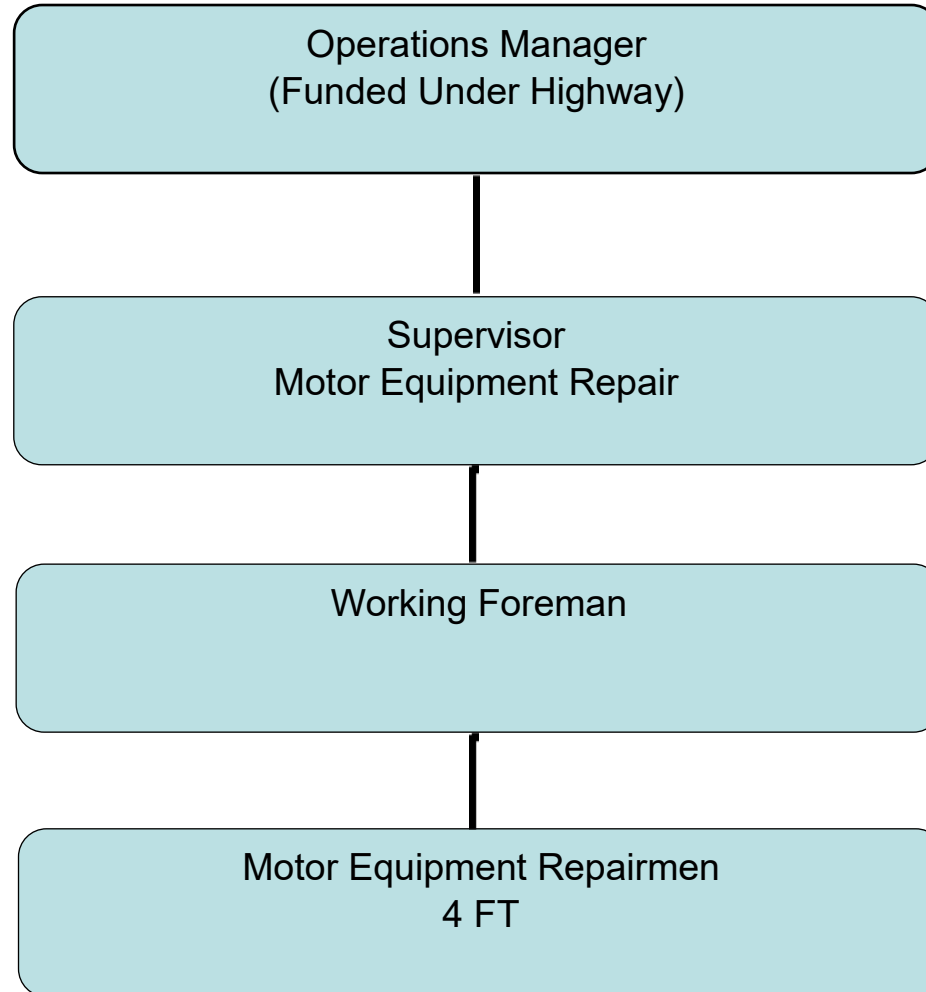 Operations Manager
(Funded Under Highway)
Supervisor
Motor Equipment Repair
Working Foreman
Motor Equipment Repairmen
4 FT